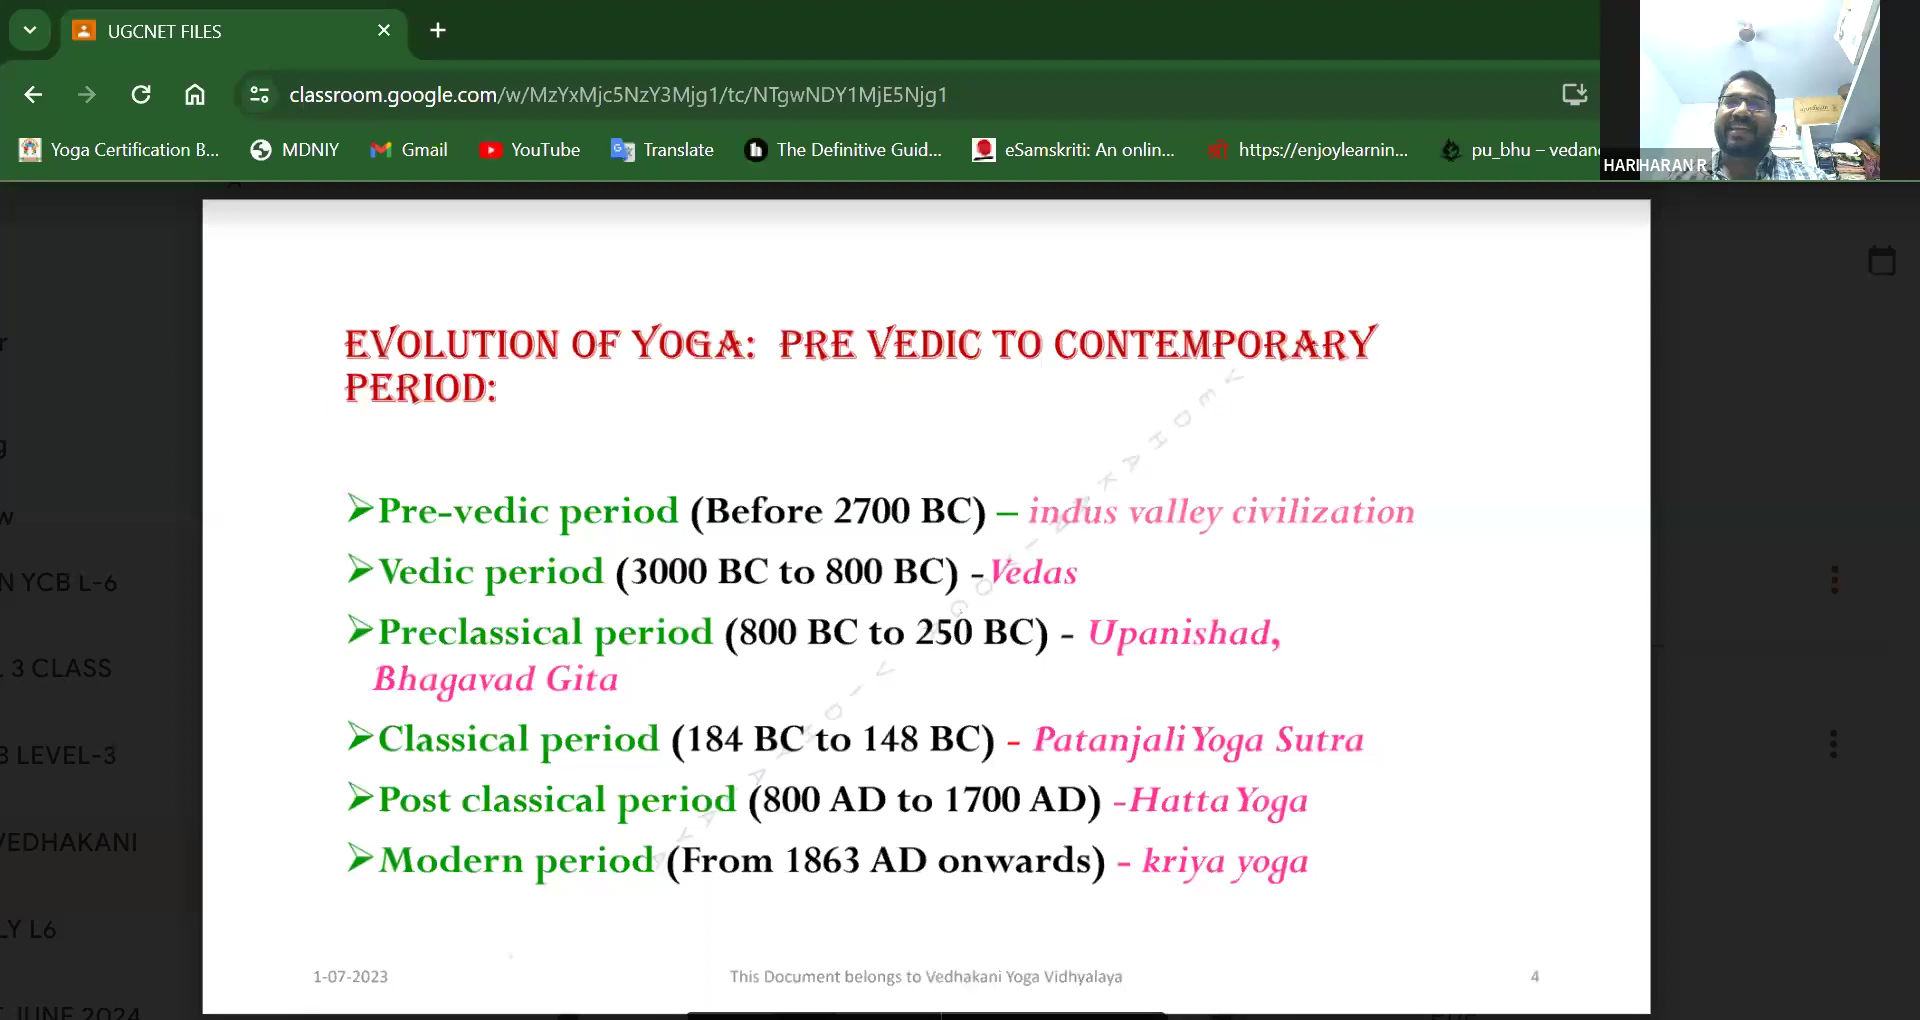 UGCNET FILES
classroom.google.com/w/MzYxMjc5NzY3Mjg1/tc/NTgwNDY1MjE5Njg1
Yoga Certification B... MDNIY Gmail YouTube Translate The Definitive Guid... eSamskriti: An onlin... https://enjoylearnin... pu_bhu – vedan
HARIHARAN R
EVOLUTION OF YOGA: PRE VEDIC TO CONTEMPORARY
PERIOD:
➢Pre-vedic period (Before 2700 BC) – indus valley civilization
➢Vedic period (3000 BC to 800 BC) -Vedas
➢Preclassical period (800 BC to 250 BC) - Upanishad,
Bhagavad Gita
➢Classical period (184 BC to 148 BC) - Patanjali Yoga Sutra
➢Post classical period (800 AD to 1700 AD) -Hatta Yoga
➢Modern period (From 1863 AD onwards) - kriya yoga
1-07-2023 This Document belongs to Vedhakani Yoga Vidhyalaya 4
N YCB L-6
3 CLASS
B LEVEL-3
VEDHAKANI
LY L6
JUNE 2024